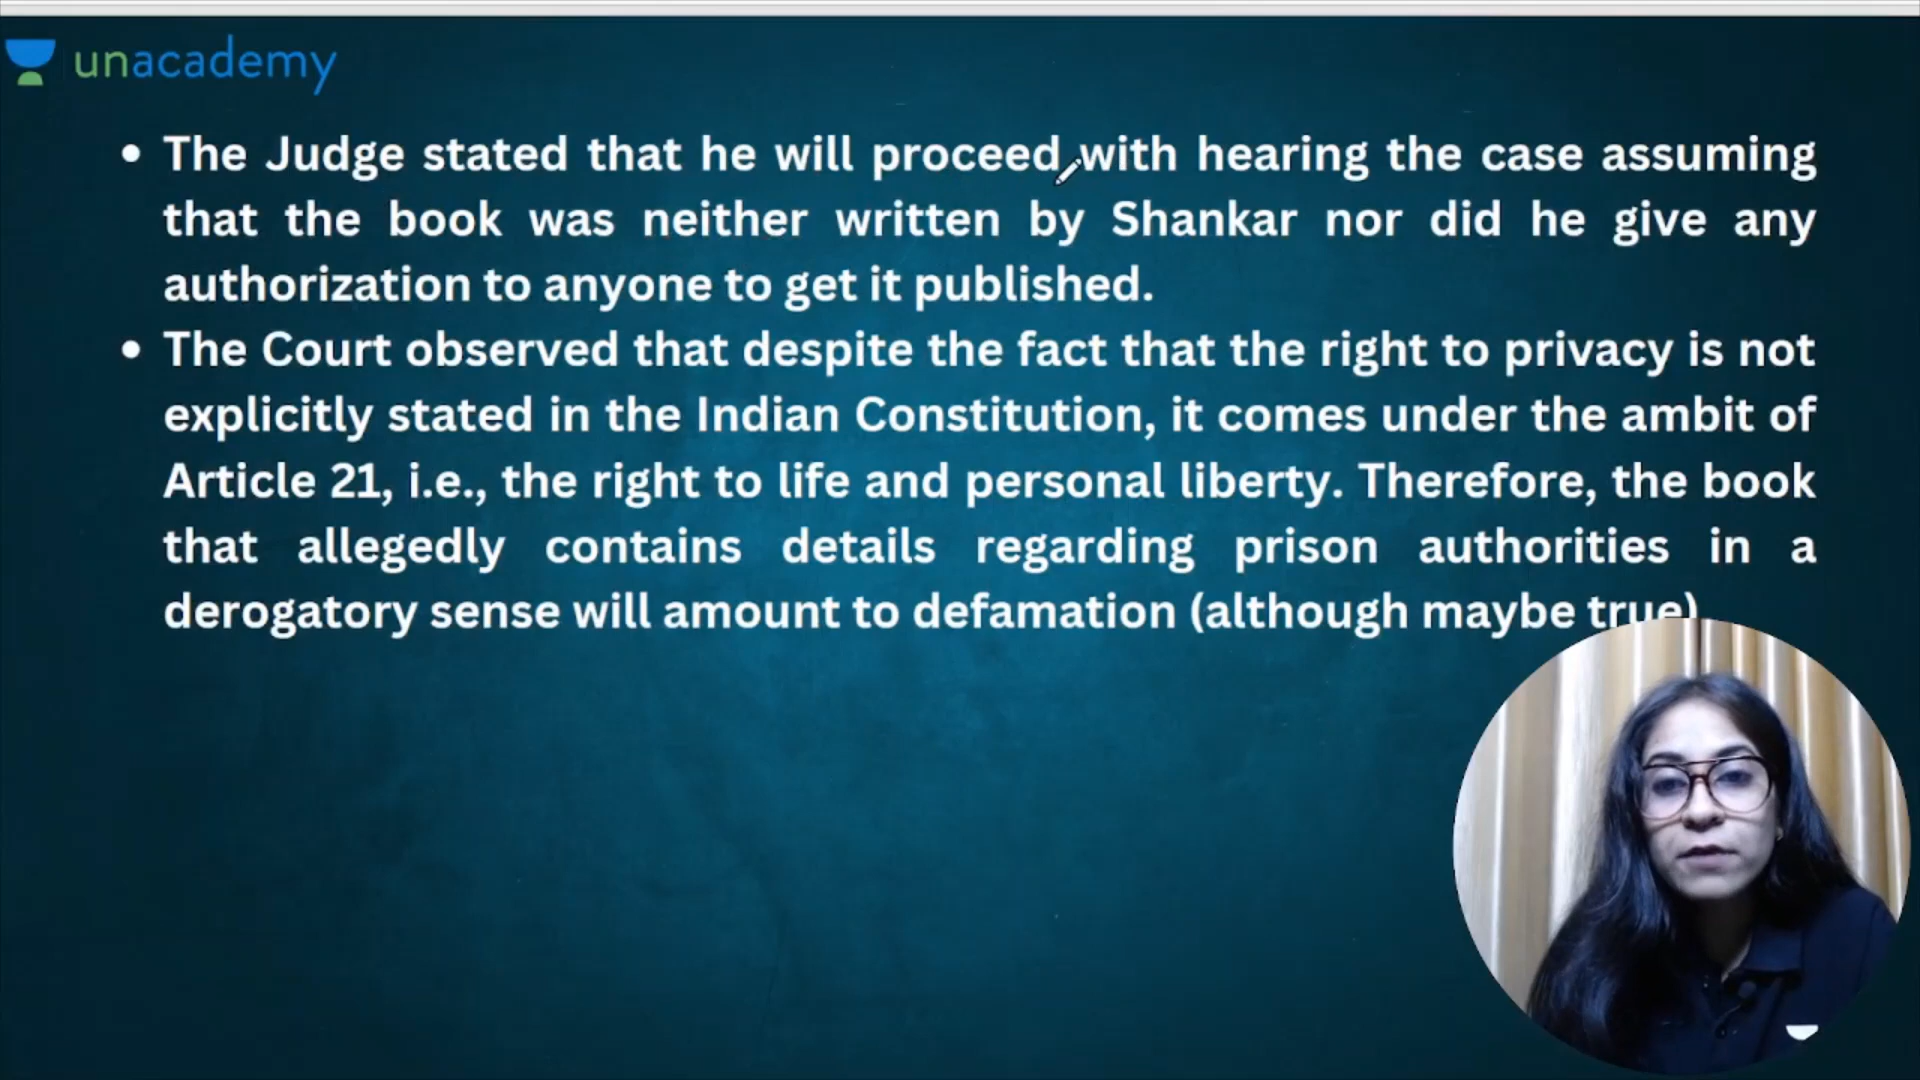 unacademy
• The Judge stated that he will proceed with hearing the case assuming
that the book was neither written by Shankar nor did he give any
authorization to anyone to get it published.
• The Court observed that despite the fact that the right to privacy is not
explicitly stated in the Indian Constitution, it comes under the ambit of
Article 21, i.e., the right to life and personal liberty. Therefore, the book
that allegedly contains details regarding prison authorities in a
derogatory sense will amount to defamation (although maybe true)